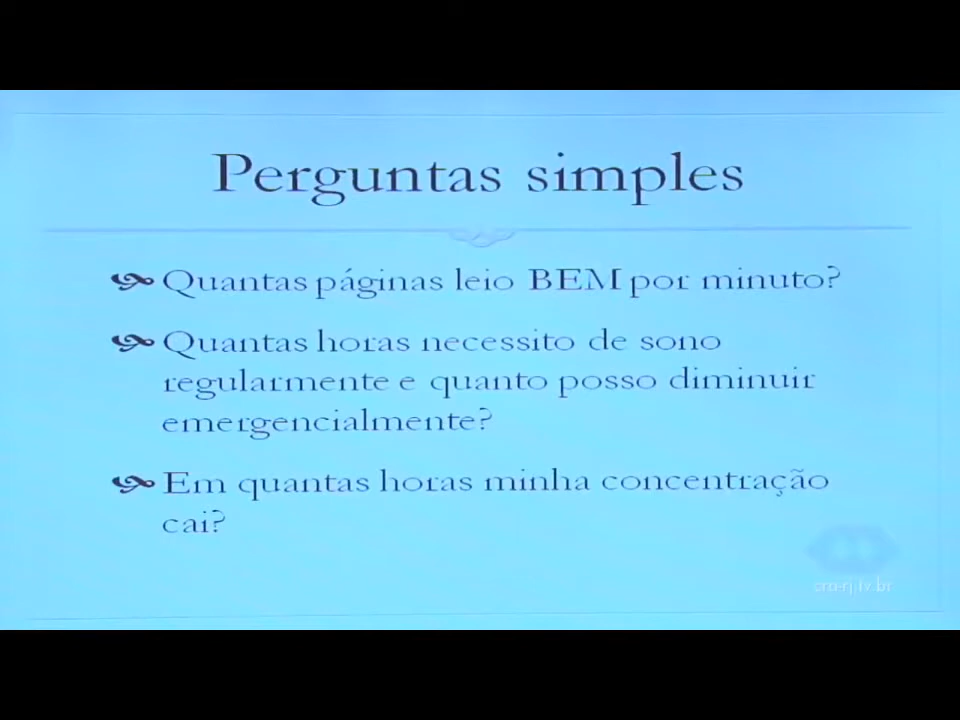 Perguntas simples
Quantas páginas leio BEM por minuto?
Quantas horas necessito de sono
regularmente e quanto posso diminuir
emergencialmente?
Em quantas horas minha concentração
cai?
cra-rj.tv.br